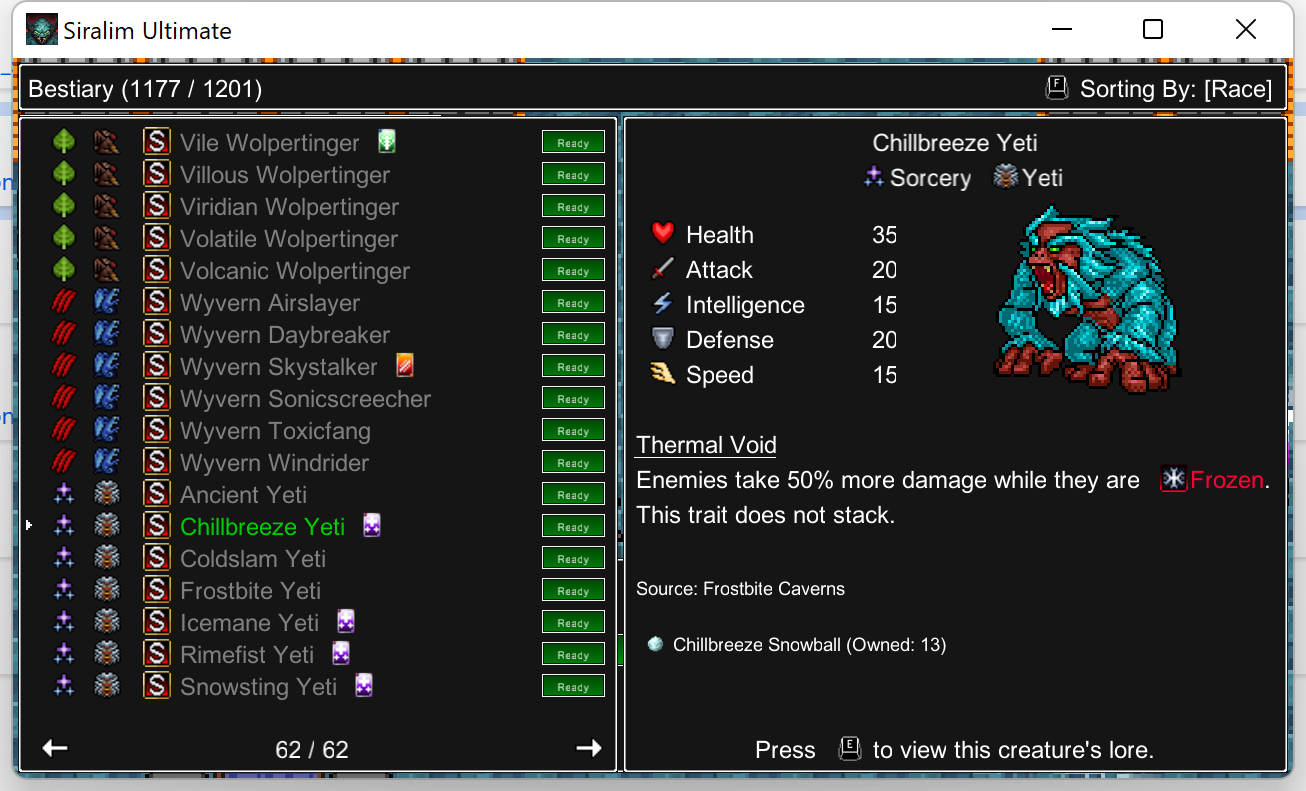 Siralim Ultimate
Bestiary (1177 / 1201)
F Sorting By: [Race]
S Vile Wolpertinger Ready
S Villous Wolpertinger Ready
S Viridian Wolpertinger Ready
S Volatile Wolpertinger Ready
S Volcanic Wolpertinger Ready
S Wyvern Airslayer Ready
S Wyvern Daybreaker Ready
S Wyvern Skystalker Ready
S Wyvern Sonicscreecher Ready
S Wyvern Toxicfang Ready
S Wyvern Windrider Ready
S Ancient Yeti Ready
S Chillbreeze Yeti Ready
S Coldslam Yeti Ready
S Frostbite Yeti Ready
S Icemane Yeti Ready
S Rimefist Yeti Ready
S Snowsting Yeti Ready
62 / 62
Chillbreeze Yeti
Sorcery Yeti
Health 35
Attack 20
Intelligence 15
Defense 20
Speed 15
Thermal Void
Enemies take 50% more damage while they are Frozen.
This trait does not stack.
Source: Frostbite Caverns
Chillbreeze Snowball (Owned: 13)
Press E to view this creature's lore.